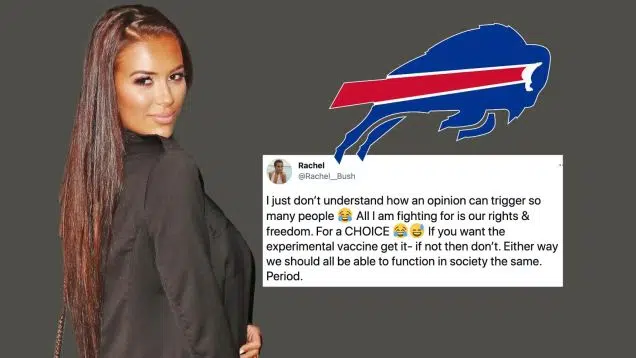 Rachel
@Rachel__Bush
I just don't understand how an opinion can trigger so
many people 😂 All I am fighting for is our rights &
freedom. For a CHOICE 😂😅 If you want the
experimental vaccine get it- if not then don't. Either way
we should all be able to function in society the same.
Period.